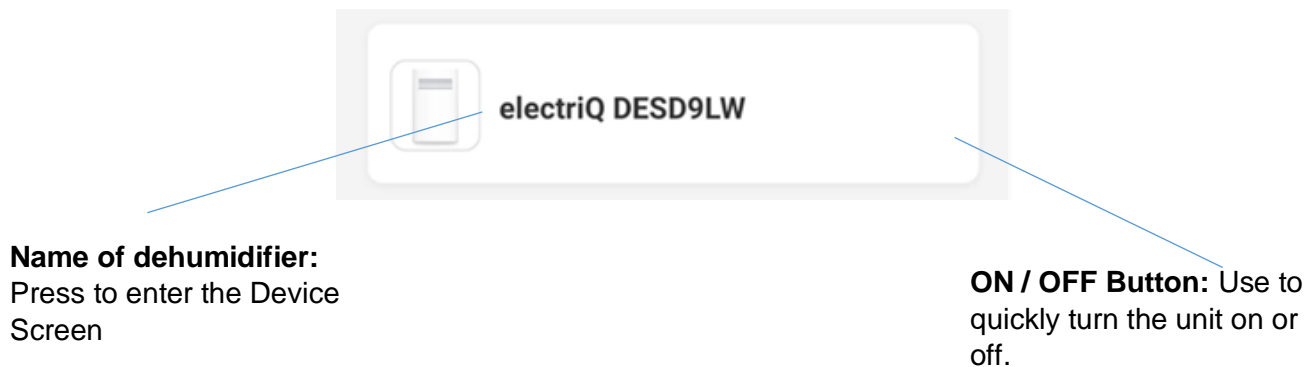 electriQ DESD9LW
Name of dehumidifier:
Press to enter the Device
Screen
ON / OFF Button: Use to
quickly turn the unit on or
off.